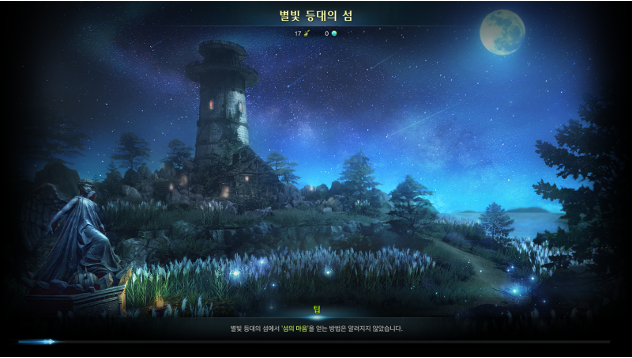 별빛 등대의 섬
17 0
팁
별빛 등대의 섬에서 '섬의 마음'을 얻는 방법은 알려지지 않았습니다.